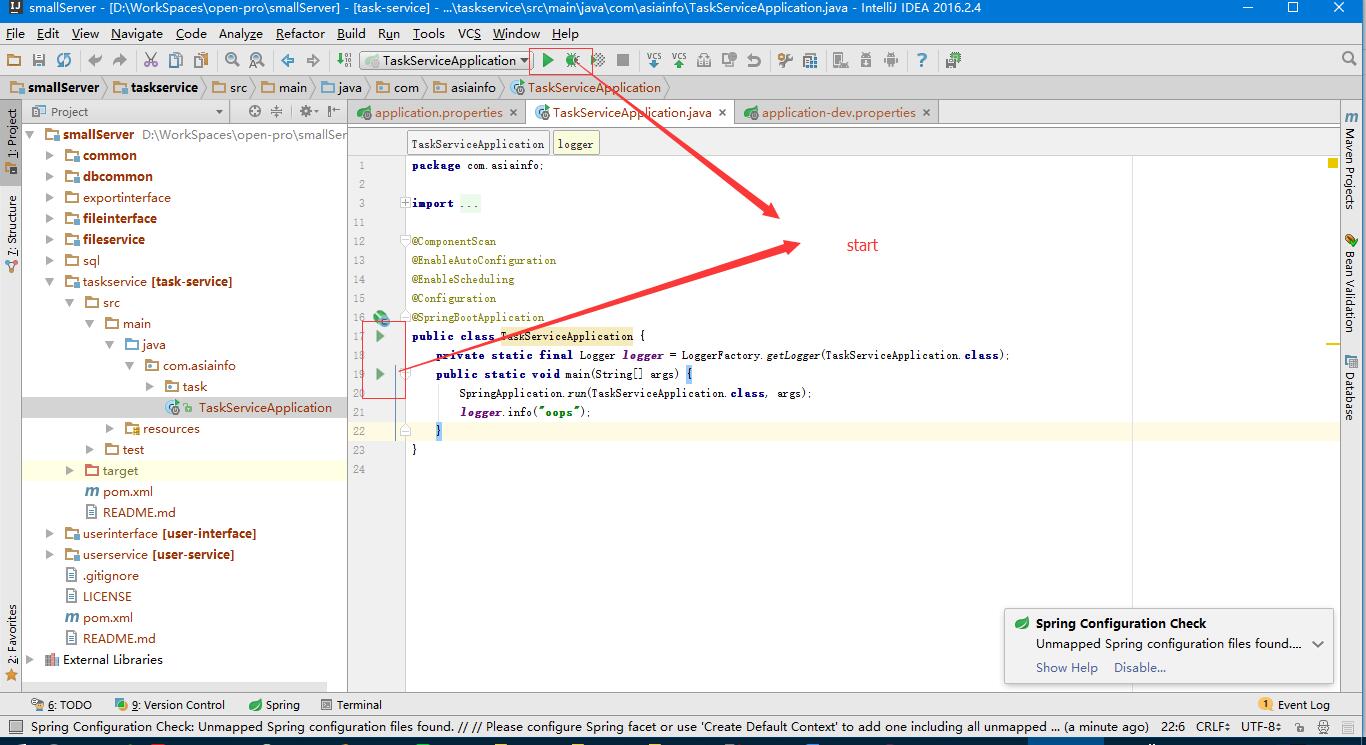 smallServer - [D:\WorkSpaces\open-pro\smallServer] - [task-service] - ...\taskservice\src\main\java\com\asiainfo\TaskServiceApplication.java - IntelliJ IDEA 2016.2.4
File Edit View Navigate Code Analyze Refactor Build Run Tools VCS Window Help
TaskServiceApplication VCS VCS
smallServer taskservice src main java com asiainfo TaskServiceApplication
Project
application.properties TaskServiceApplication.java application-dev.properties
1: Project
7: Structure
2: Favorites
smallServer D:\WorkSpaces\open-pro\smallSer
common
dbcommon
exportinterface
fileinterface
fileservice
sql
taskservice [task-service]
src
main
java
com.asiainfo
task
TaskServiceApplication
resources
test
target
pom.xml
README.md
userinterface [user-interface]
userservice [user-service]
.gitignore
LICENSE
pom.xml
README.md
External Libraries
TaskServiceApplication logger
1 package com.asiainfo;
2
3 import ...
11
12 @ComponentScan
13 @EnableAutoConfiguration
14 @EnableScheduling
15 @Configuration
16 @SpringBootApplication
17 public class TaskServiceApplication {
18 private static final Logger logger = LoggerFactory.getLogger(TaskServiceApplication.class);
19 public static void main(String[] args) {
20 SpringApplication.run(TaskServiceApplication.class, args);
21 logger.info("oops");
22 }
23 }
24
start
Maven Projects
Bean Validation
Database
Spring Configuration Check
Unmapped Spring configuration files found....
Show Help Disable...
6: TODO 9: Version Control Spring Terminal 1 Event Log
Spring Configuration Check: Unmapped Spring configuration files found. // // Please configure Spring facet or use 'Create Default Context' to add one including all unmapped ... (a minute ago) 22:6 CRLF UTF-8